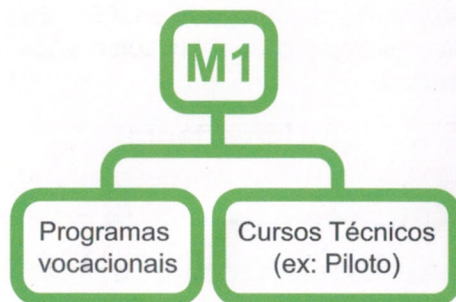 M1
Programas
vocacionais
Cursos Técnicos
(ex: Piloto)